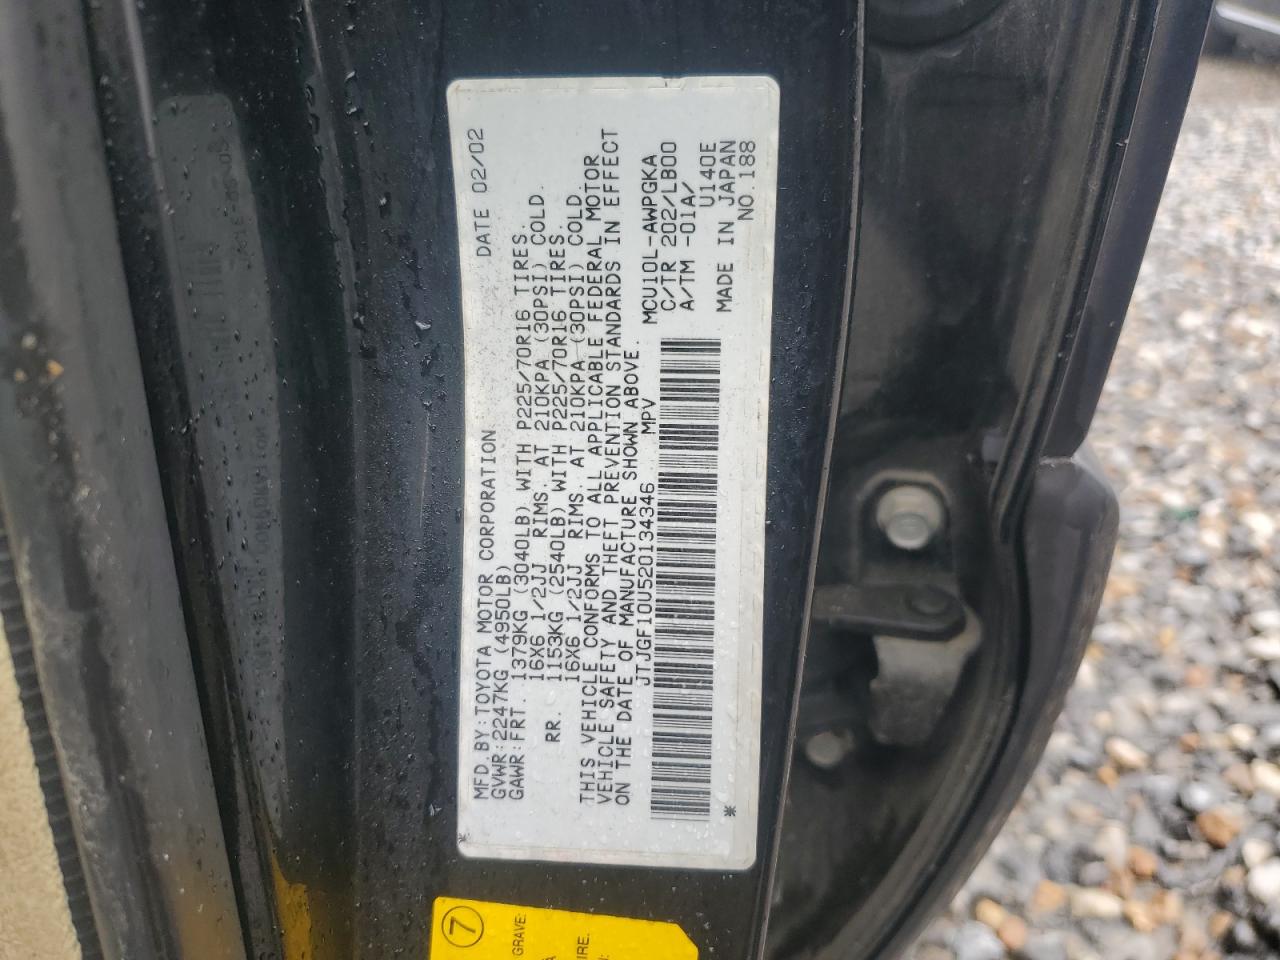 MFD.BY:TOYOTA MOTOR CORPORATION DATE 02/02
GVWR:2247KG (4950LB)
GAWR:FRT. 1379KG (3040LB) WITH P225/70R16 TIRES.
16X6 1/2JJ RIMS AT 210KPA (30PSI) COLD.
RR. 1153KG (2540LB) WITH P225/70R16 TIRES.
16X6 1/2JJ RIMS AT 210KPA (30PSI) COLD.
THIS VEHICLE CONFORMS TO ALL APPLICABLE FEDERAL MOTOR
VEHICLE SAFETY AND THEFT PREVENTION STANDARDS IN EFFECT
ON THE DATE OF MANUFACTURE SHOWN ABOVE.
JTJGF10U520134346 MPV
MCU10L-AWPGKA
C/TR 202/LB00
A/TM -01A/
U140E
MADE IN JAPAN
NO.188
7
GRAVE:
IRE.